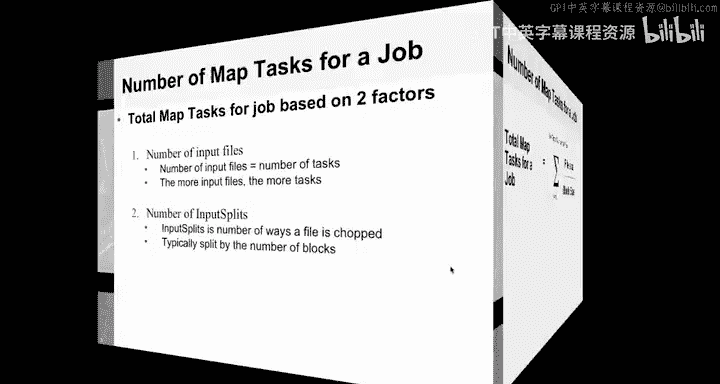 GPT中英字幕课程资源@bilibili.com
T中英字幕课程资源 bilibili
Number of Map Tasks for a Job
• Total Map Tasks for job based on 2 factors
1. Number of input files
• Number of input files = number of tasks
• The more input files, the more tasks
2. Number of InputSplits
• InputSplits is number of ways a file is chopped
• Typically split by the number of blocks
Number of Map Tasks for a Job
Total Map
Tasks for a
Job
=
∑